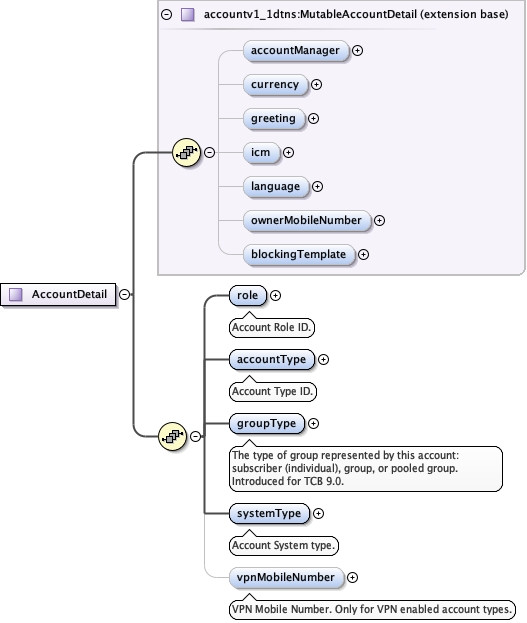 accountv1_1dtns:MutableAccountDetail (extension base)
accountManager
currency
greeting
icm
language
ownerMobileNumber
blockingTemplate
AccountDetail
role
Account Role ID.
accountType
Account Type ID.
groupType
The type of group represented by this account:
subscriber (individual), group, or pooled group.
Introduced for TCB 9.0.
systemType
Account System type.
vpnMobileNumber
VPN Mobile Number. Only for VPN enabled account types.